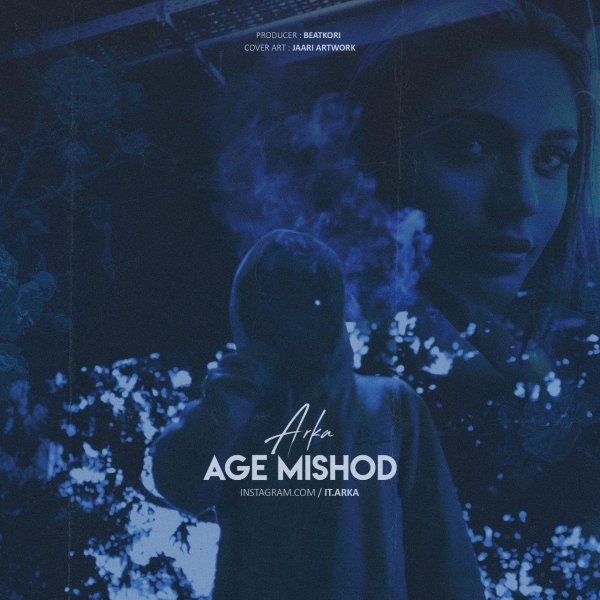 PRODUCER : BEATKORI
COVER ART : JAARI ARTWORK
Arka
AGE MISHOD
INSTAGRAM.COM / IT.ARKA